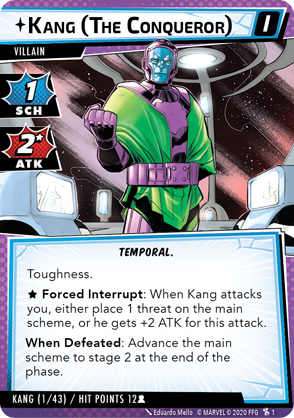 KANG (THE CONQUEROR)
I
VILLAIN
1
SCH
2★
ATK
TEMPORAL.
Toughness.
★ Forced Interrupt: When Kang attacks
you, either place 1 threat on the main
scheme, or he gets +2 ATK for this attack.
When Defeated: Advance the main
scheme to stage 2 at the end of the
phase.
KANG (1/43) / HIT POINTS 12
Eduardo Mello © MARVEL © 2020 FFG 1